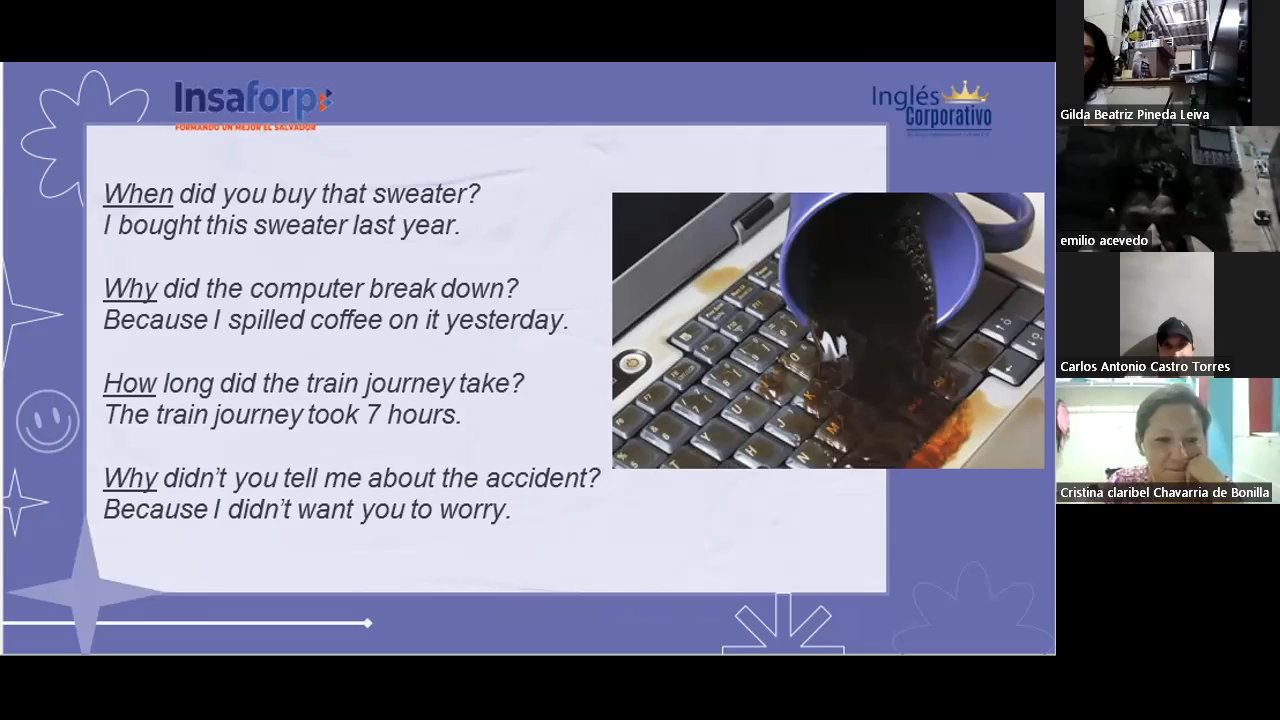 Insaforp
FORMANDO UN MEJOR EL SALVADOR
Inglés
Corporativo
When did you buy that sweater?
I bought this sweater last year.
Why did the computer break down?
Because I spilled coffee on it yesterday.
How long did the train journey take?
The train journey took 7 hours.
Why didn't you tell me about the accident?
Because I didn't want you to worry.
Gilda Beatriz Pineda Leiva
emilio acevedo
Carlos Antonio Castro Torres
Cristina claribel Chavarria de Bonilla